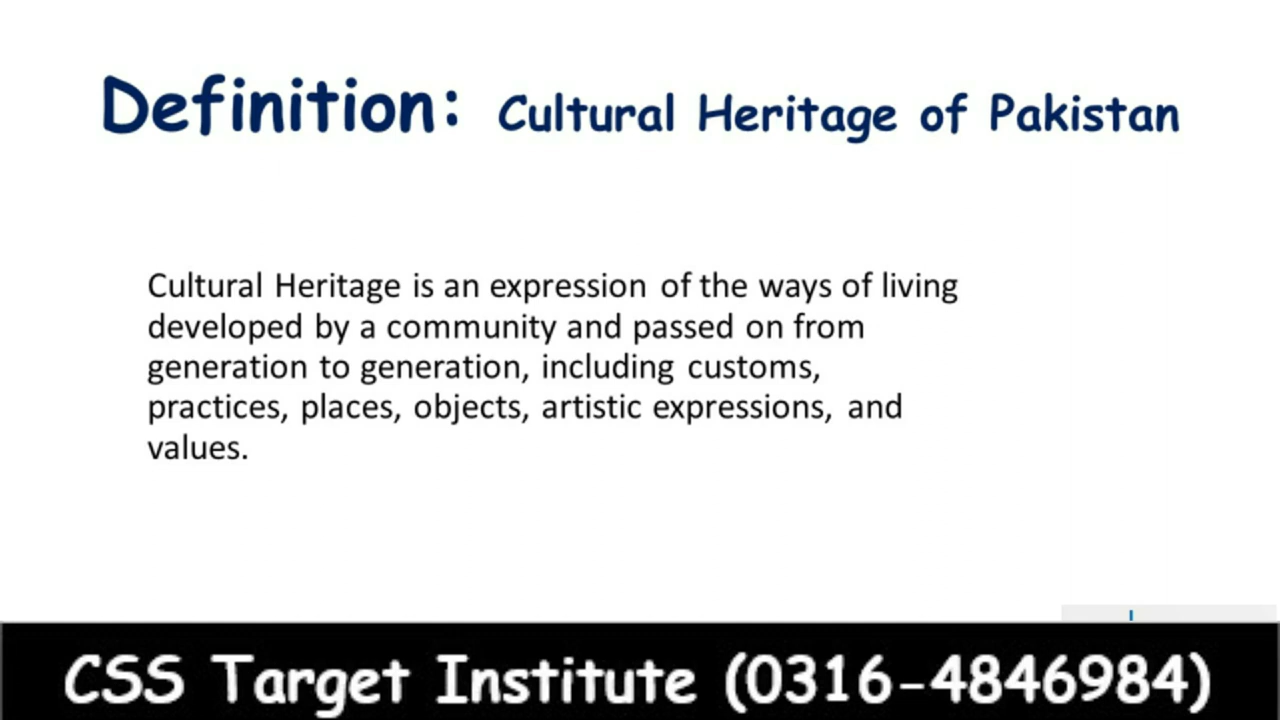 Definition: Cultural Heritage of Pakistan
Cultural Heritage is an expression of the ways of living
developed by a community and passed on from
generation to generation, including customs,
practices, places, objects, artistic expressions, and
values.
CSS Target Institute (0316-4846984)